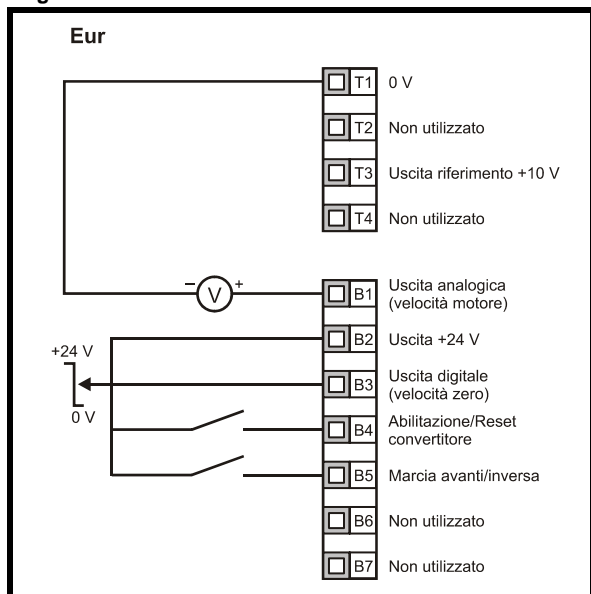 Eur
T1 0 V
T2 Non utilizzato
T3 Uscita riferimento +10 V
T4 Non utilizzato
− V +
B1 Uscita analogica
(velocità motore)
B2 Uscita +24 V
+24 V
B3 Uscita digitale
(velocità zero)
0 V
B4 Abilitazione/Reset
convertitore
B5 Marcia avanti/inversa
B6 Non utilizzato
B7 Non utilizzato